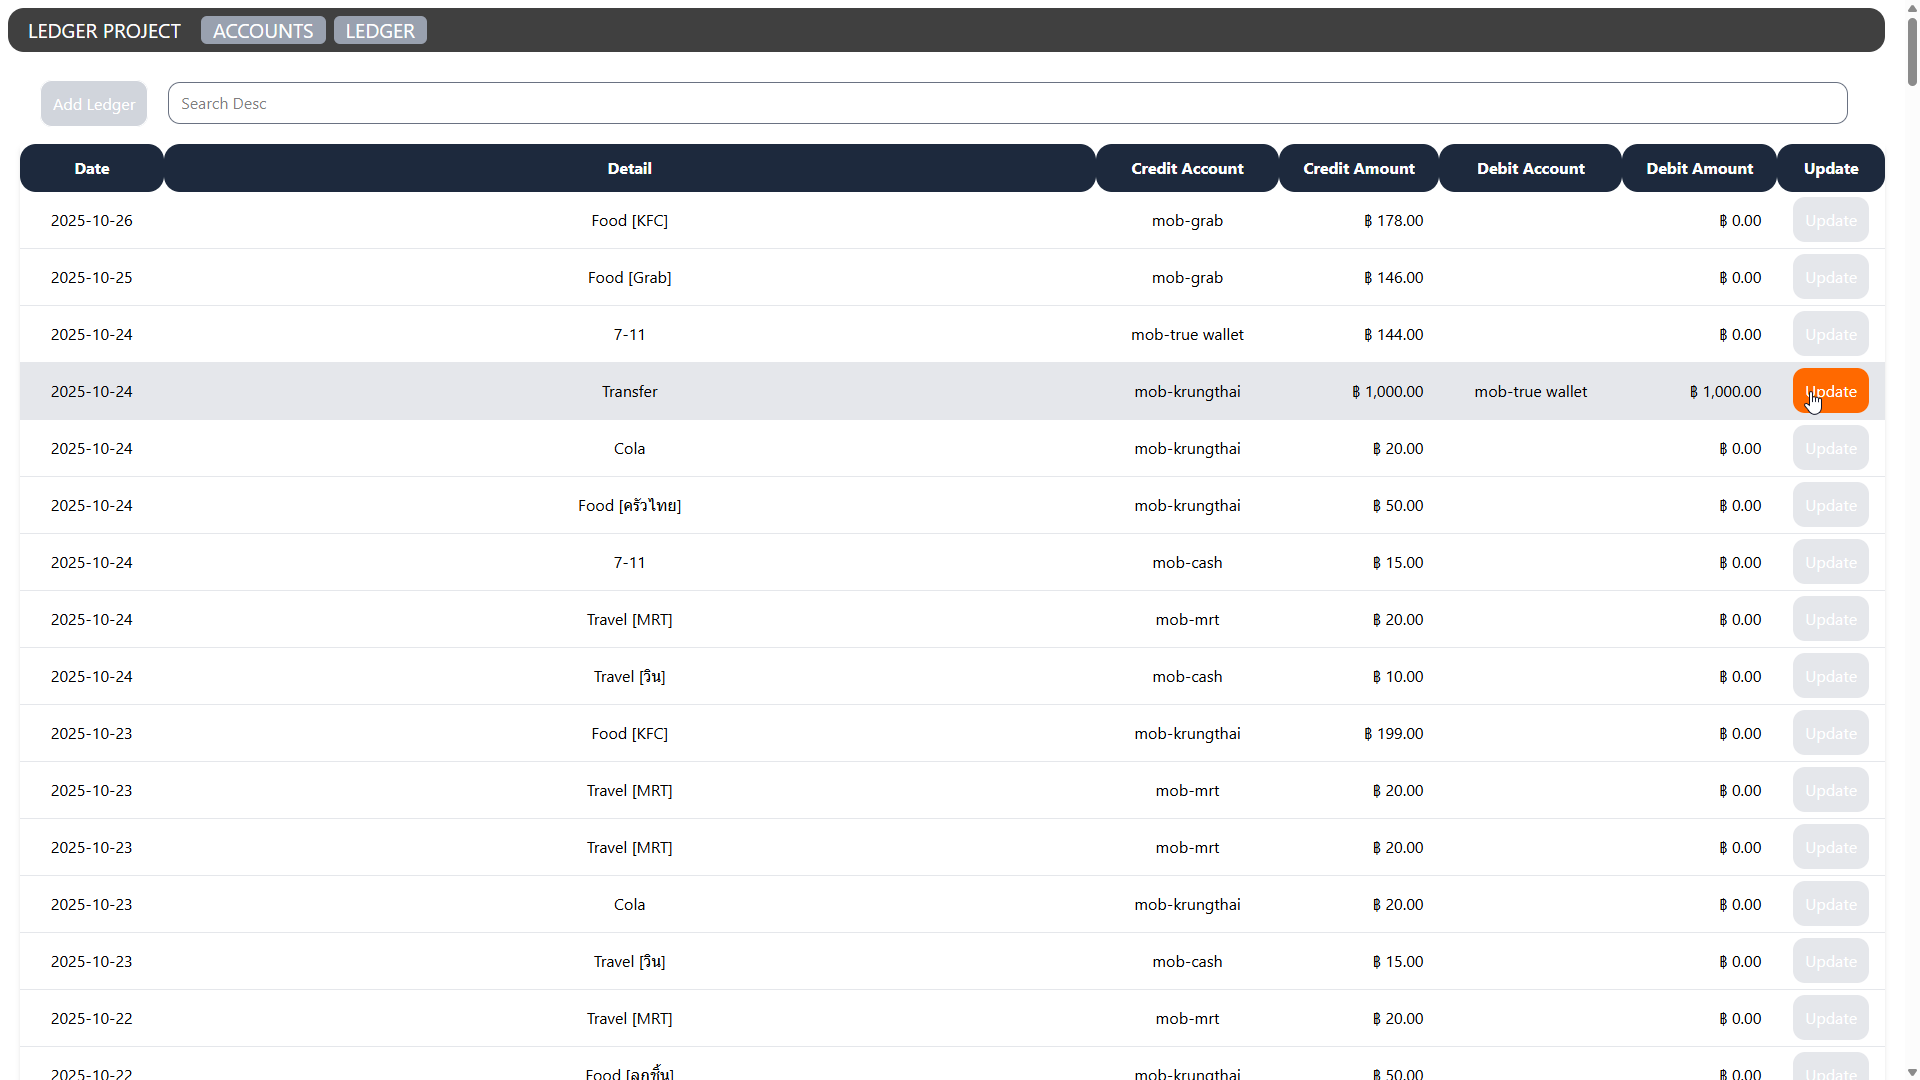 LEDGER PROJECT ACCOUNTS LEDGER
Add Ledger Search Desc
Date Detail Credit Account Credit Amount Debit Account Debit Amount Update
2025-10-26 Food [KFC] mob-grab ฿ 178.00 ฿ 0.00 Update
2025-10-25 Food [Grab] mob-grab ฿ 146.00 ฿ 0.00 Update
2025-10-24 7-11 mob-true wallet ฿ 144.00 ฿ 0.00 Update
2025-10-24 Transfer mob-krungthai ฿ 1,000.00 mob-true wallet ฿ 1,000.00 Update
2025-10-24 Cola mob-krungthai ฿ 20.00 ฿ 0.00 Update
2025-10-24 Food [ครัวไทย] mob-krungthai ฿ 50.00 ฿ 0.00 Update
2025-10-24 7-11 mob-cash ฿ 15.00 ฿ 0.00 Update
2025-10-24 Travel [MRT] mob-mrt ฿ 20.00 ฿ 0.00 Update
2025-10-24 Travel [วิน] mob-cash ฿ 10.00 ฿ 0.00 Update
2025-10-23 Food [KFC] mob-krungthai ฿ 199.00 ฿ 0.00 Update
2025-10-23 Travel [MRT] mob-mrt ฿ 20.00 ฿ 0.00 Update
2025-10-23 Travel [MRT] mob-mrt ฿ 20.00 ฿ 0.00 Update
2025-10-23 Cola mob-krungthai ฿ 20.00 ฿ 0.00 Update
2025-10-23 Travel [วิน] mob-cash ฿ 15.00 ฿ 0.00 Update
2025-10-22 Travel [MRT] mob-mrt ฿ 20.00 ฿ 0.00 Update
2025-10-22 Food [ลูกชิ้น] mob-krungthai ฿ 50.00 ฿ 0.00 Update